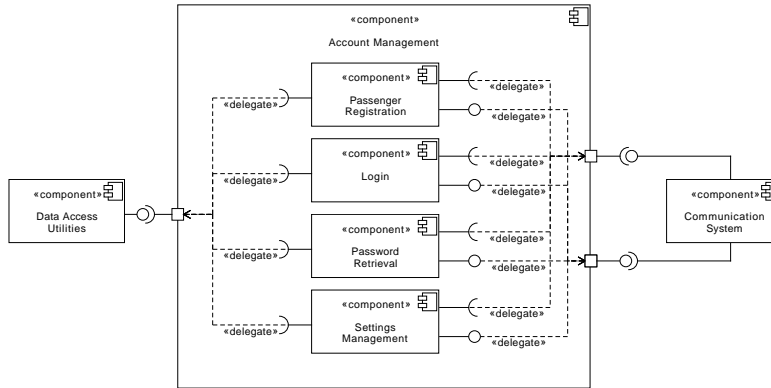 «component»
Account Management
«component»
Passenger
Registration
«delegate»
«delegate»
«delegate»
«component»
Login
«delegate»
«delegate»
«delegate»
«component»
Data Access
Utilities
«component»
Communication
System
«component»
Password
Retrieval
«delegate»
«delegate»
«delegate»
«component»
Settings
Management
«delegate»
«delegate»
«delegate»